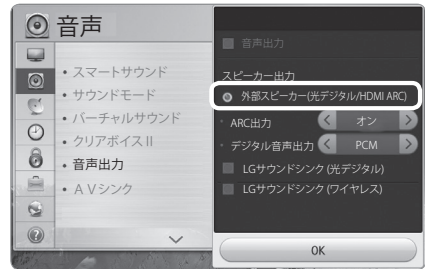 音声
スマートサウンド
サウンドモード
バーチャルサウンド
クリアボイス II
音声出力
A Vシンク
音声出力
スピーカー出力
外部スピーカー(光デジタル/HDMI ARC)
ARC出力 オン
デジタル音声出力 PCM
LGサウンドシンク (光デジタル)
LGサウンドシンク (ワイヤレス)
OK